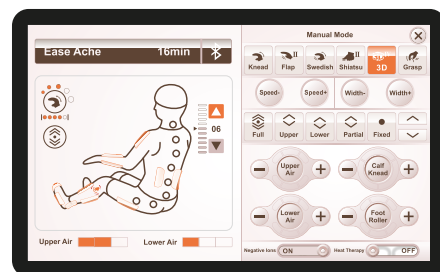 Ease Ache 16min
06
Upper Air Lower Air
Manual Mode
Knead Flap Swedish Shiatsu 3D Grasp
Speed- Speed+ Width- Width+
Full Upper Lower Partial Fixed
Upper Air
Calf Knead
Lower Air
Foot Roller
Negative Ions ON Heat Therapy OFF